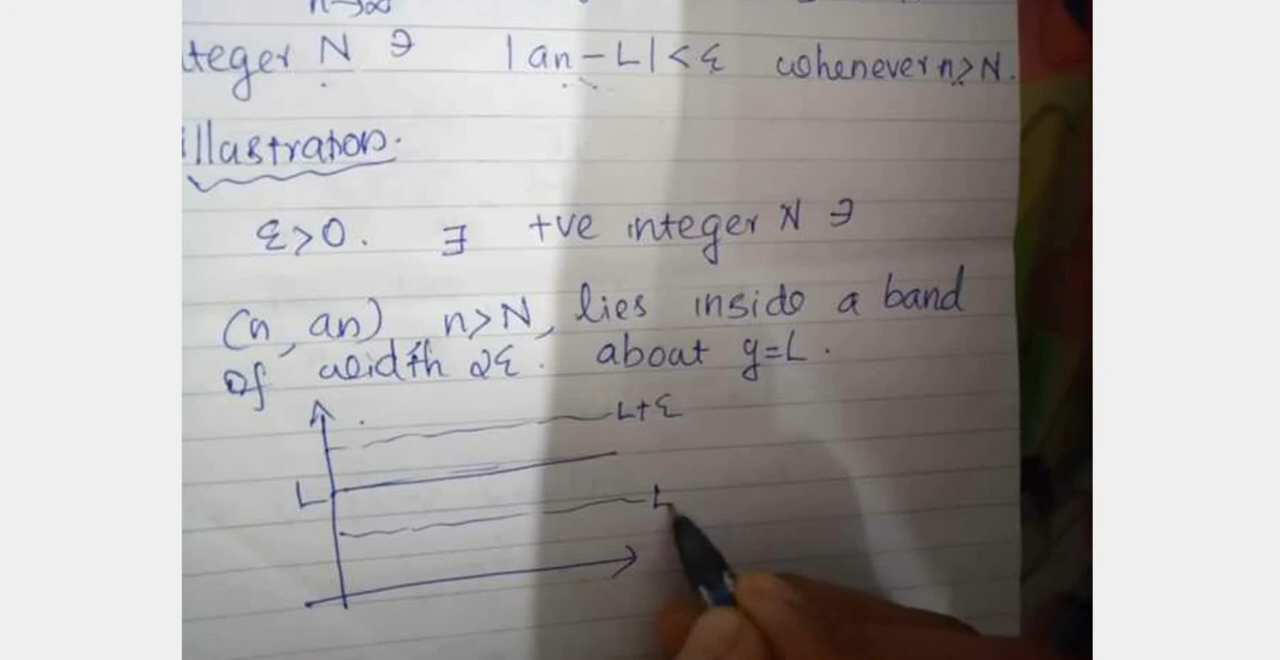 n→∞
teger N ∋ |an-L|<ε whenever n≥N.
illustration.
ε>0. ∃ +ve integer N ∋
(n, an) n>N, lies inside a band
of width 2ε. about y=L.
L+ε
L
L